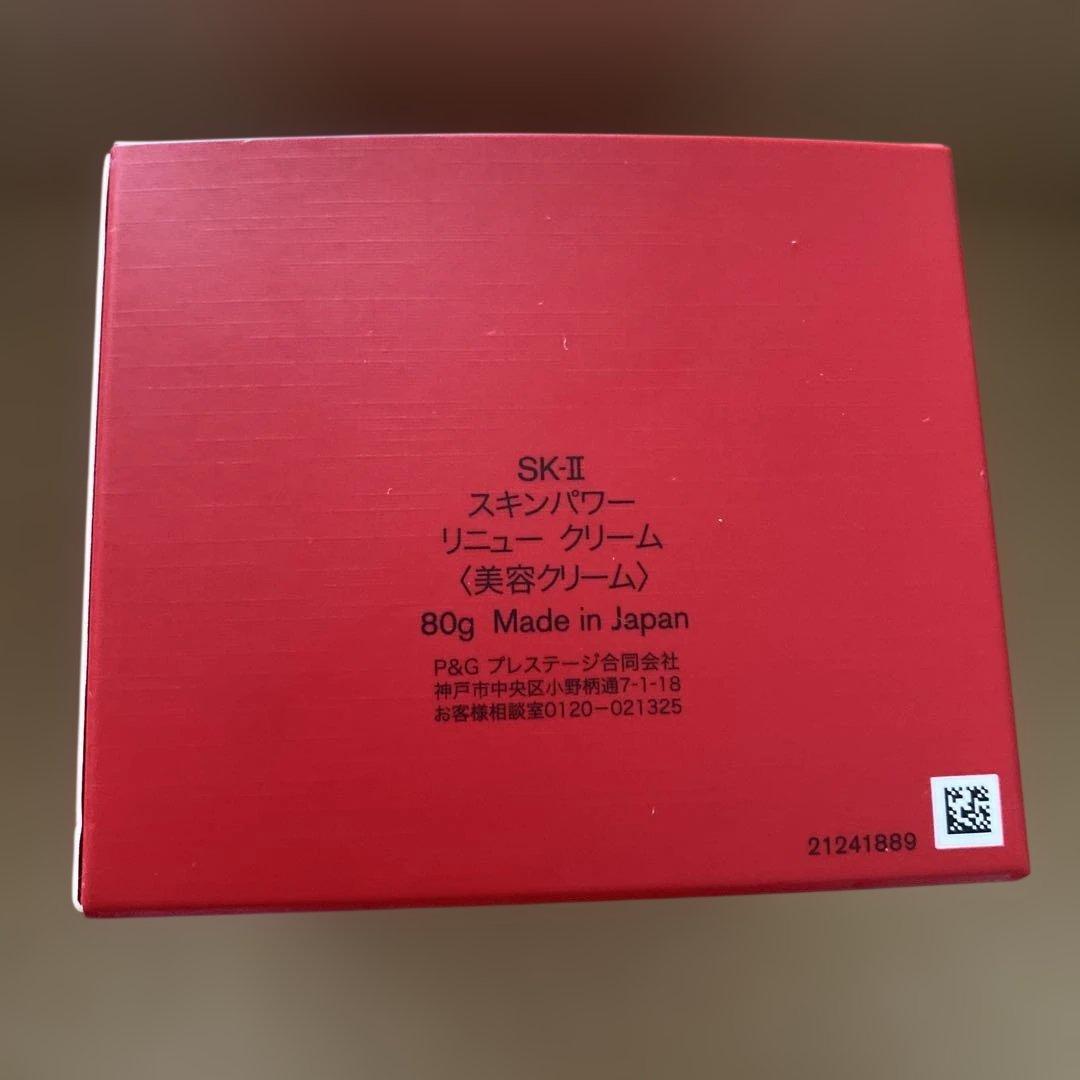 SK-Ⅱ
スキンパワー
リニュー クリーム
〈美容クリーム〉
80g Made in Japan
P&G プレステージ合同会社
神戸市中央区小野柄通7-1-18
お客様相談室0120-021325
21241889